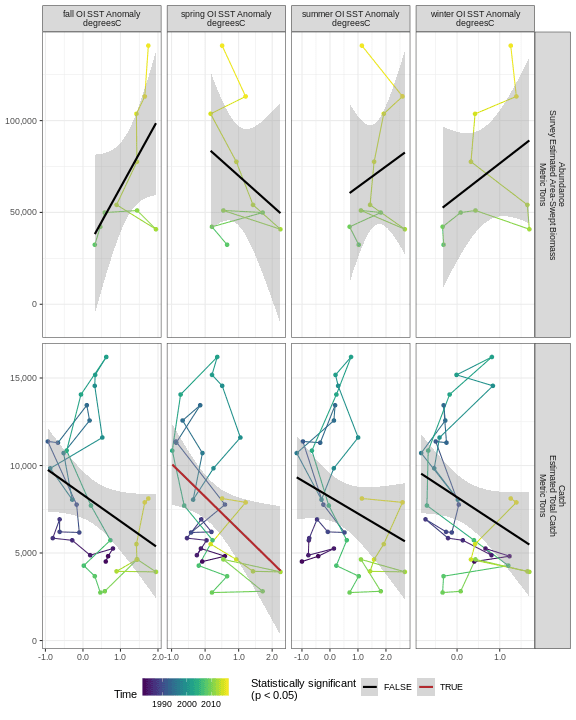 fall OI SST Anomaly
degreesC
spring OI SST Anomaly
degreesC
summer OI SST Anomaly
degreesC
winter OI SST Anomaly
degreesC
100,000
50,000
0
Abundance
Survey Estimated Area-Swept Biomass
Metric Tons
15,000
10,000
5,000
0
Catch
Estimated Total Catch
Metric Tons
-1.0 0.0 1.0 2.0
-1.0 0.0 1.0
-1.0 0.0 1.0 2.0
0.0 1.0
Time
1990 2000 2010
Statistically significant
(p < 0.05)
FALSE
TRUE